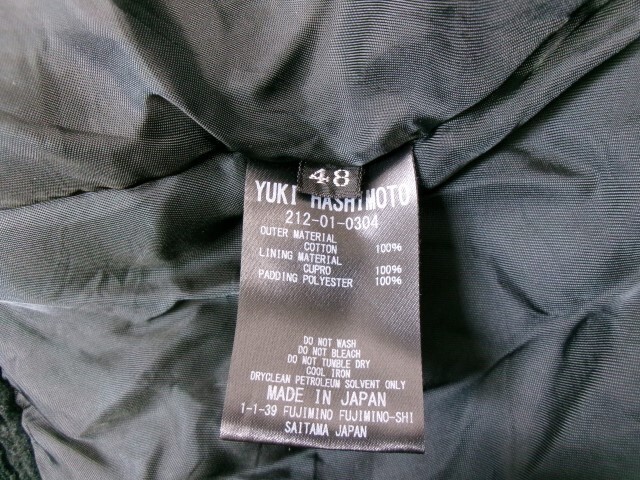 48
YUKI HASHIMOTO
212-01-0304
OUTER MATERIAL
COTTON 100%
LINING MATERIAL
CUPRO 100%
PADDING POLYESTER 100%
DO NOT WASH
DO NOT BLEACH
DO NOT TUMBLE DRY
COOL IRON
DRYCLEAN PETROLEUM SOLVENT ONLY
MADE IN JAPAN
1-1-39 FUJIMINO FUJIMINO-SHI
SAITAMA JAPAN